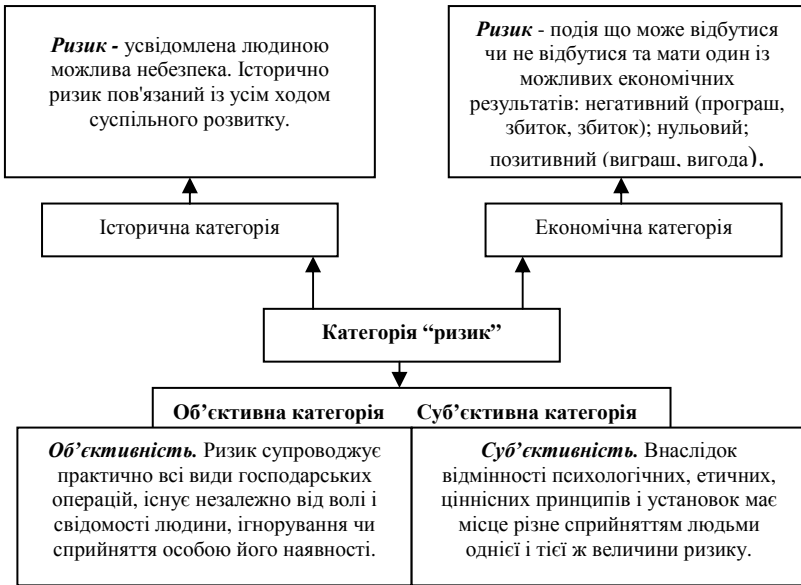 Ризик - усвідомлена людиною
можлива небезпека. Історично
ризик пов'язаний із усім ходом
суспільного розвитку.
Ризик - подія що може відбутися
чи не відбутися та мати один із
можливих економічних
результатів: негативний (програш,
збиток, збиток); нульовий;
позитивний (виграш, вигода).
Історична категорія
Економічна категорія
Категорія “ризик”
Об’єктивна категорія Суб’єктивна категорія
Об’єктивність. Ризик супроводжує
практично всі види господарських
операцій, існує незалежно від волі і
свідомості людини, ігнорування чи
сприйняття особою його наявності.
Суб’єктивність. Внаслідок
відмінності психологічних, етичних,
ціннісних принципів і установок має
місце різне сприйняттям людьми
однієї і тієї ж величини ризику.